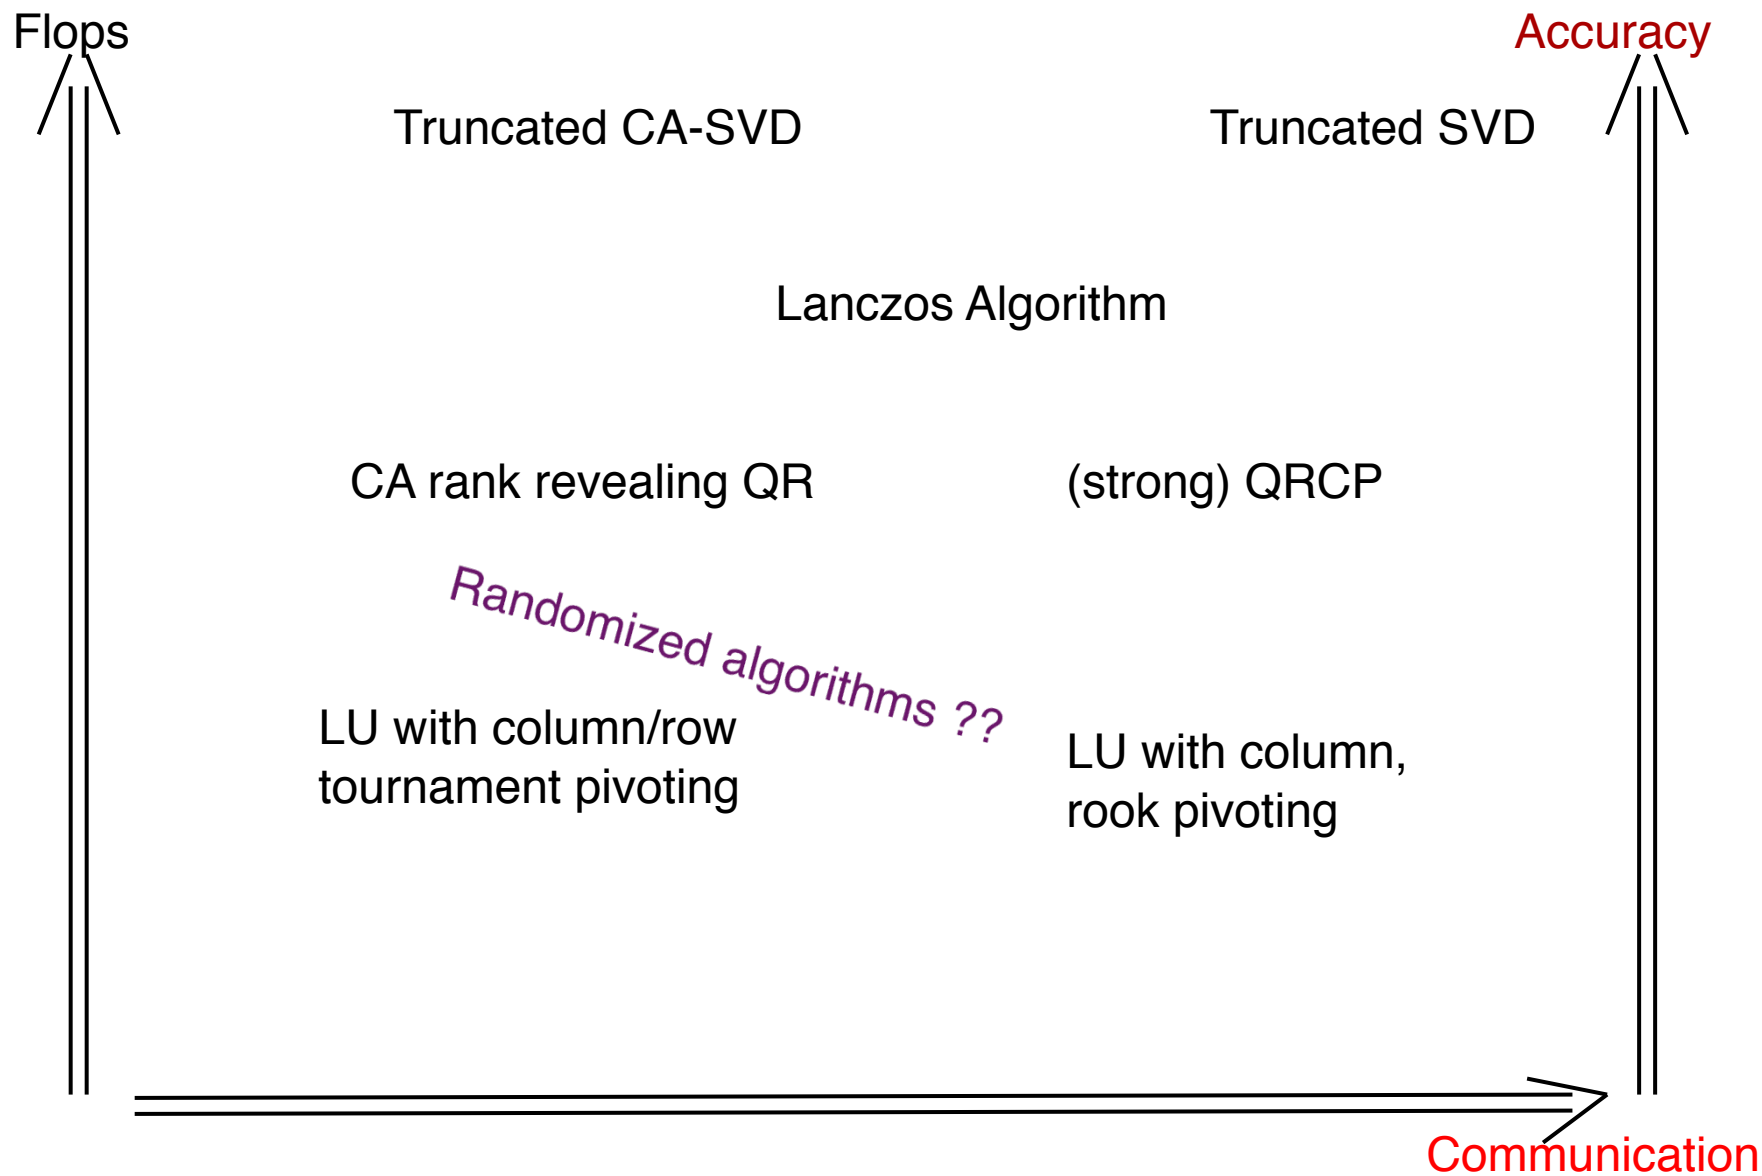 Flops
Accuracy
Truncated CA-SVD
Truncated SVD
Lanczos Algorithm
CA rank revealing QR
(strong) QRCP
Randomized algorithms ??
LU with column/row
tournament pivoting
LU with column,
rook pivoting
Communication